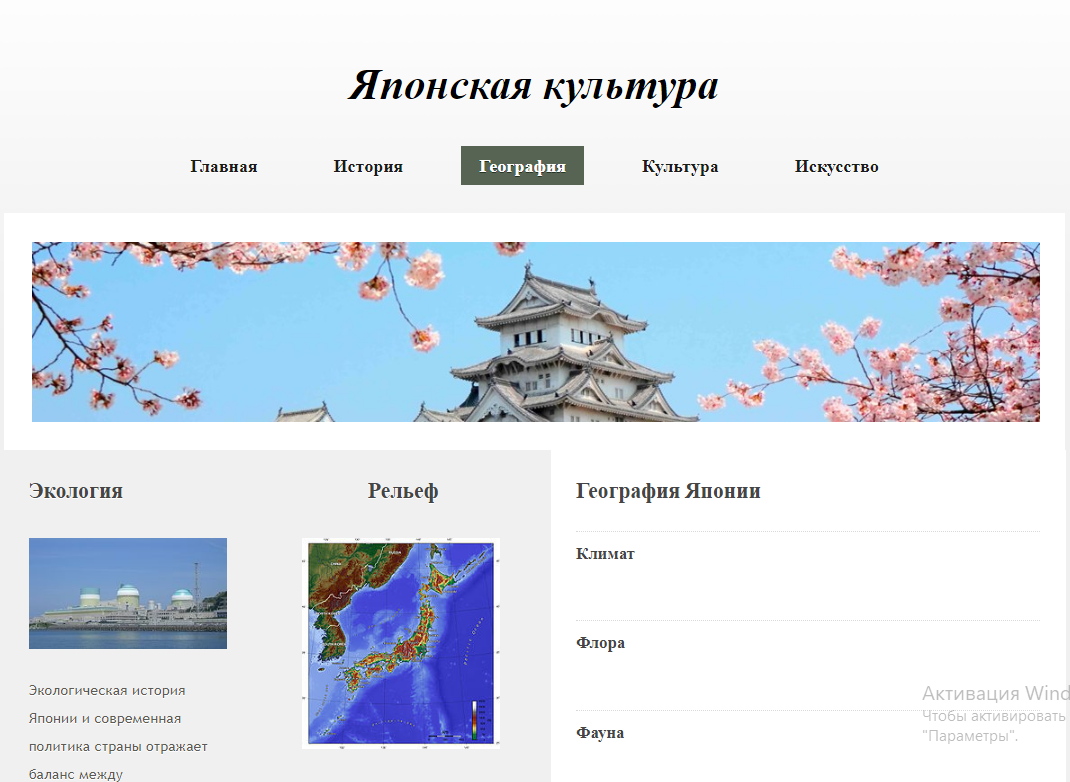 Японская культура
Главная История География Культура Искусство
Экология
Рельеф
География Японии
Климат
Флора
Фауна
Экологическая история
Японии и современная
политика страны отражает
баланс между
Активация Wind
Чтобы активировать
"Параметры".